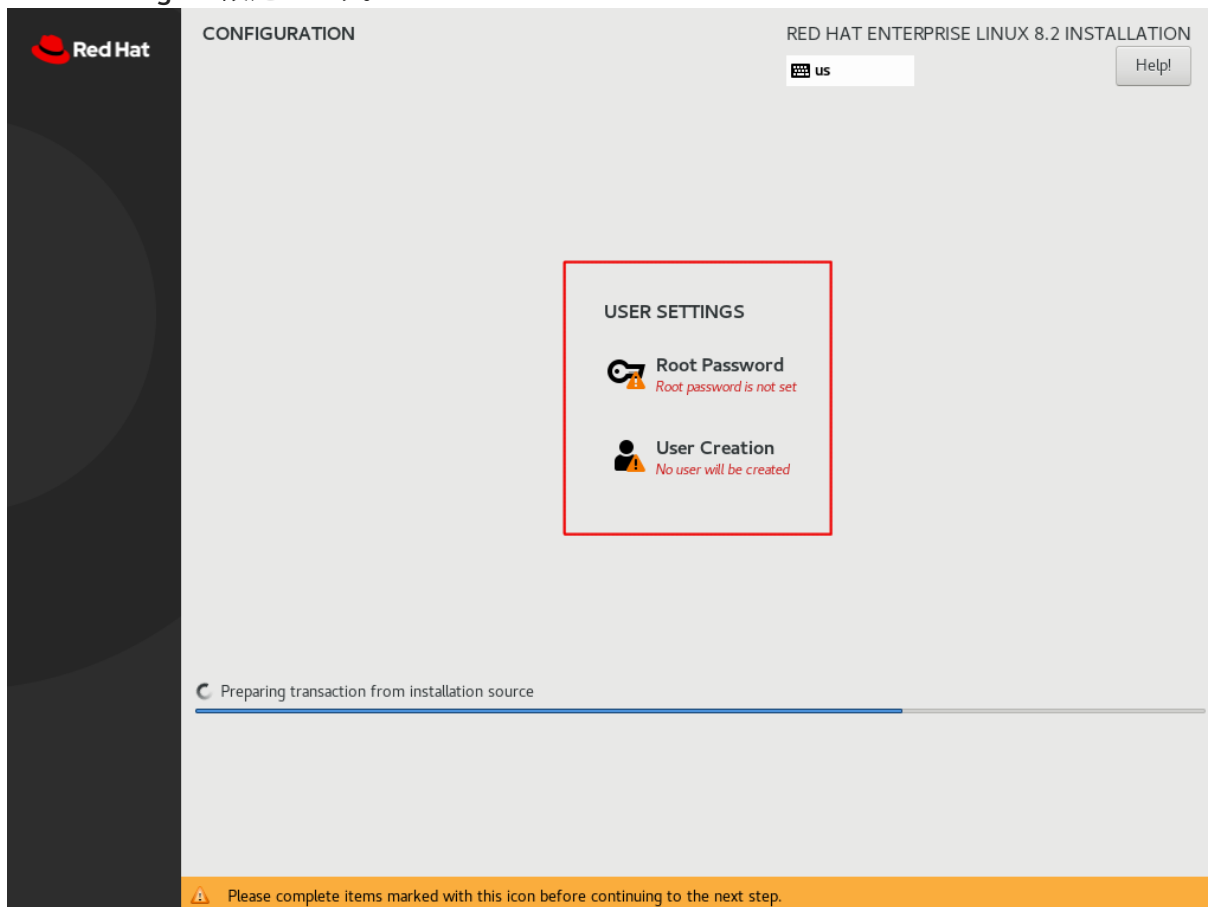 Red Hat
CONFIGURATION
RED HAT ENTERPRISE LINUX 8.2 INSTALLATION
us
Help!
USER SETTINGS
Root Password
Root password is not set
User Creation
No user will be created
Preparing transaction from installation source
Please complete items marked with this icon before continuing to the next step.